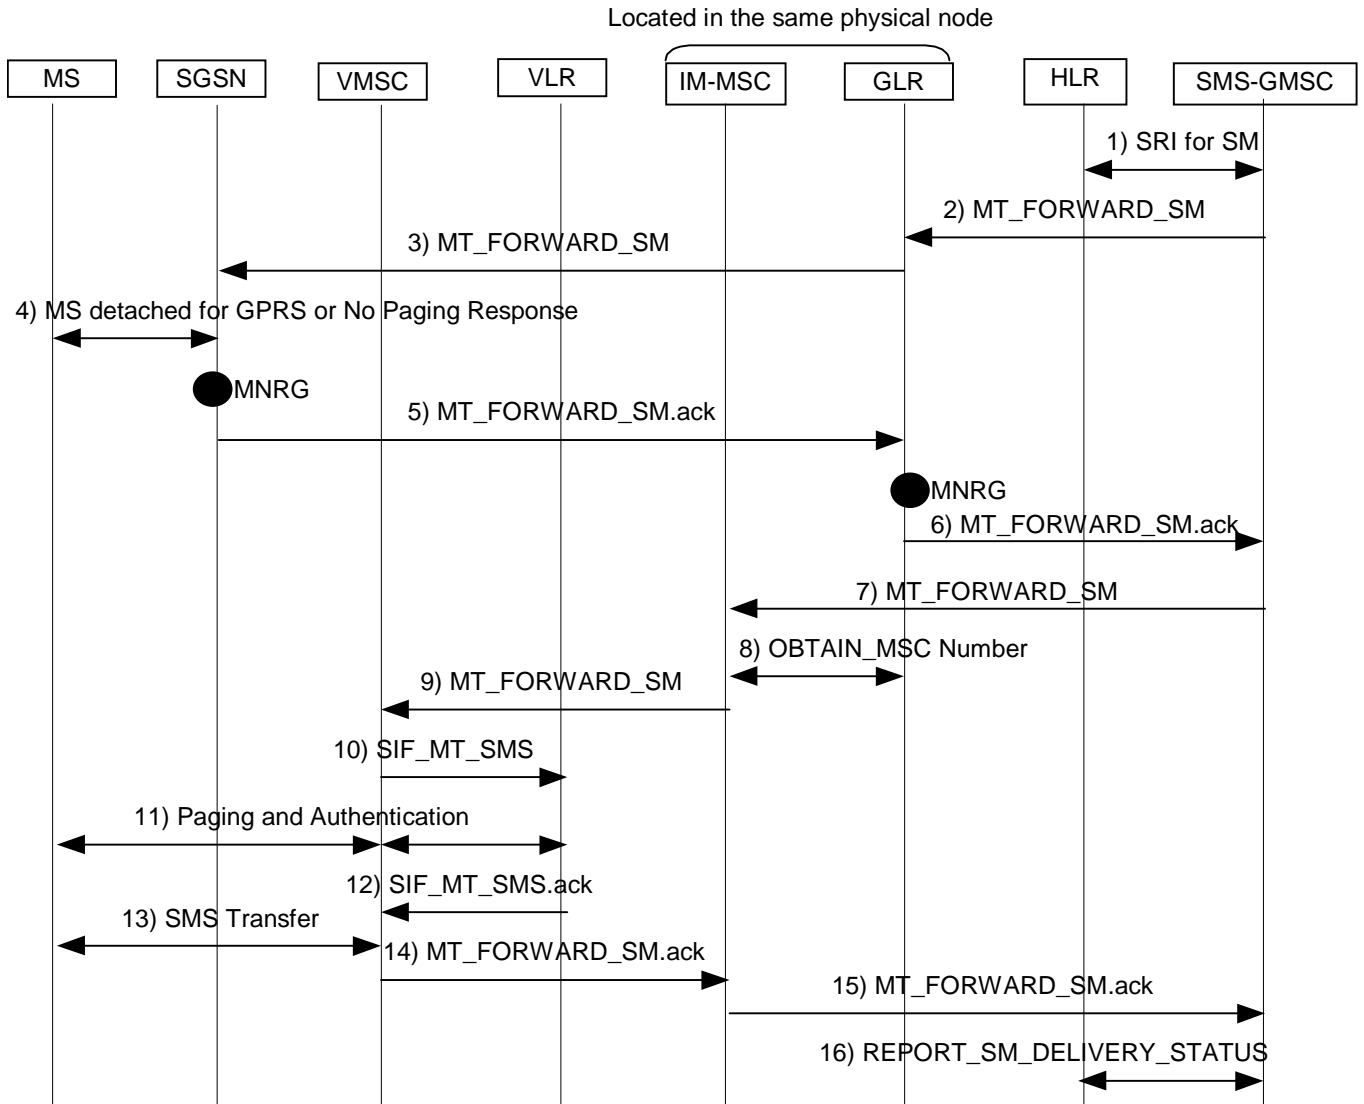 Located in the same physical node
MS
SGSN
VMSC
VLR
IM-MSC
GLR
HLR
SMS-GMSC
1) SRI for SM
2) MT_FORWARD_SM
3) MT_FORWARD_SM
4) MS detached for GPRS or No Paging Response
MNRG
5) MT_FORWARD_SM.ack
MNRG
6) MT_FORWARD_SM.ack
7) MT_FORWARD_SM
8) OBTAIN_MSC Number
9) MT_FORWARD_SM
10) SIF_MT_SMS
11) Paging and Authentication
12) SIF_MT_SMS.ack
13) SMS Transfer
14) MT_FORWARD_SM.ack
15) MT_FORWARD_SM.ack
16) REPORT_SM_DELIVERY_STATUS